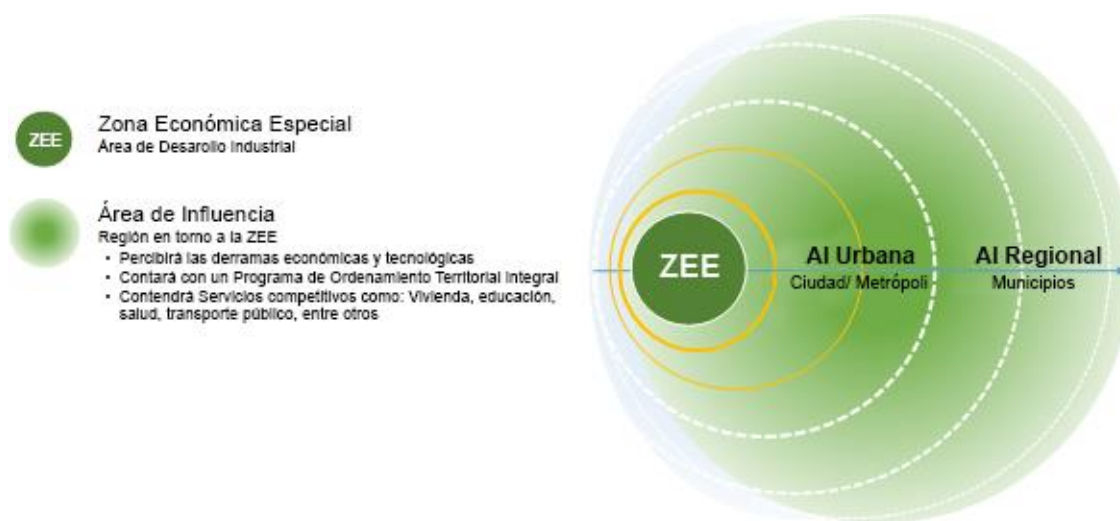 ZEE
Zona Económica Especial
Área de Desarollo Industrial
Área de Influencia
Región en torno a la ZEE
• Percibirá las derramas económicas y tecnológicas
• Contará con un Programa de Ordenamiento Territorial Integral
• Contendrá Servicios competitivos como: Vivienda, educación,
salud, transporte público, entre otros
ZEE
AI Urbana
Ciudad/ Metrópoli
AI Regional
Municipios